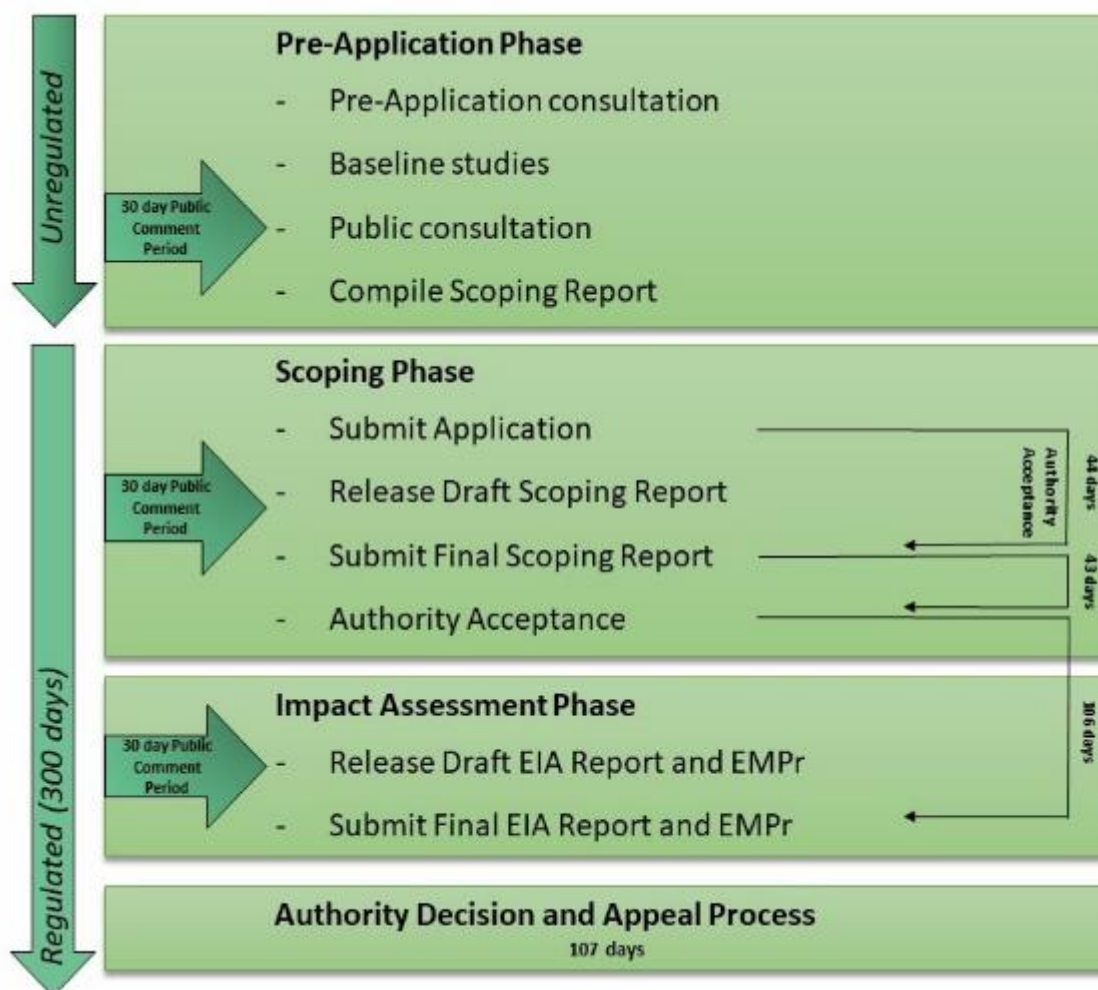 Unregulated
Pre-Application Phase
- Pre-Application consultation
- Baseline studies
30 day Public
Comment
Period
- Public consultation
- Compile Scoping Report
Regulated (300 days)
Scoping Phase
- Submit Application
30 day Public
Comment
Period
- Release Draft Scoping Report
- Submit Final Scoping Report
- Authority Acceptance
Authority
Acceptance
44 days
43 days
106 days
Impact Assessment Phase
30 day Public
Comment
Period
- Release Draft EIA Report and EMPr
- Submit Final EIA Report and EMPr
Authority Decision and Appeal Process
107 days